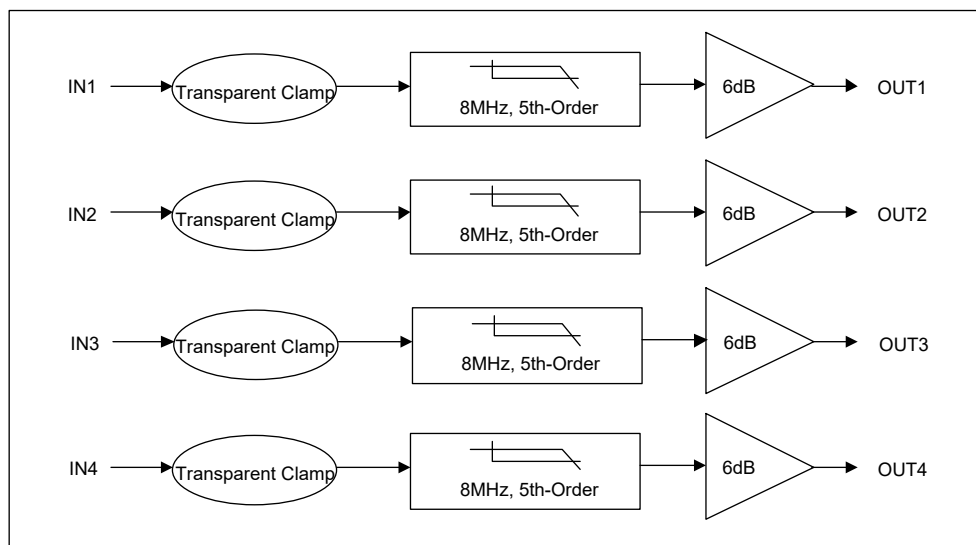 IN1
Transparent Clamp
8MHz, 5th-Order
6dB
OUT1
IN2
Transparent Clamp
8MHz, 5th-Order
6dB
OUT2
IN3
Transparent Clamp
8MHz, 5th-Order
6dB
OUT3
IN4
Transparent Clamp
8MHz, 5th-Order
6dB
OUT4